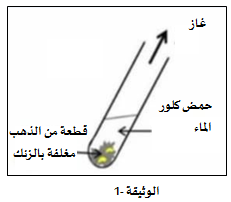 غاز
حمض كلور
الماء
قطعة من الذهب
مغلفة بالزنك
الوثيقة -1